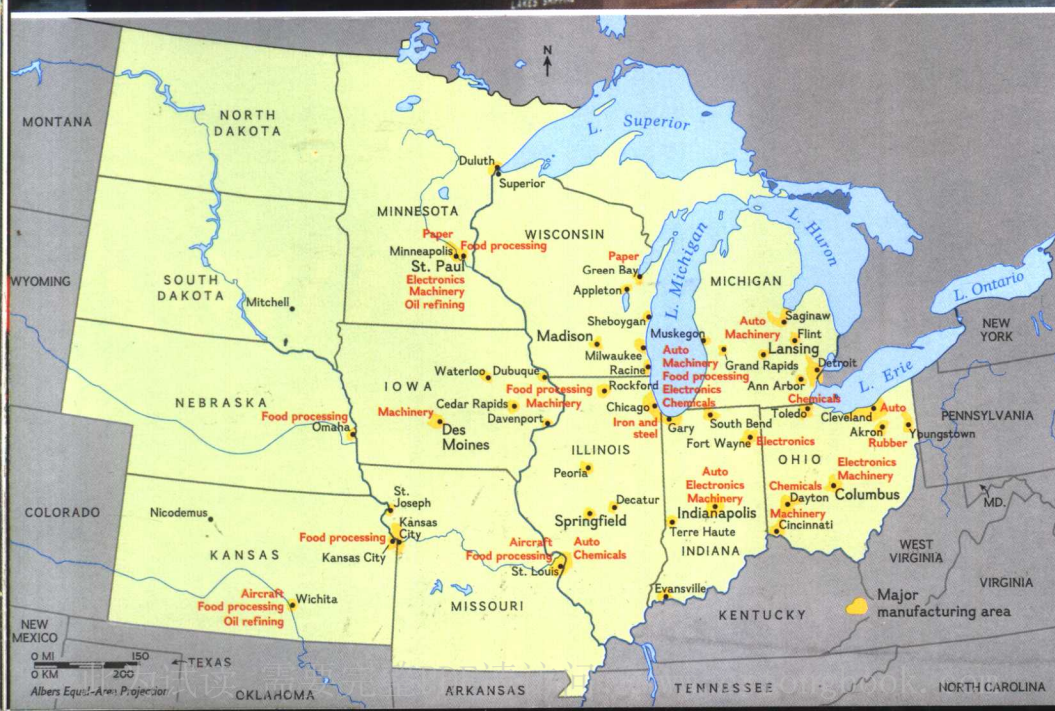 LAKES
N
MONTANA
NORTH
DAKOTA
L. Superior
Duluth
Superior
MINNESOTA
Paper
Minneapolis
Food processing
St. Paul
Electronics
Machinery
Oil refining
WISCONSIN
Paper
Green Bay
Appleton
L. Michigan
L. Huron
MICHIGAN
WYOMING
SOUTH
DAKOTA
Mitchell
L. Ontario
NEW
YORK
Sheboygan
Madison
Milwaukee
Racine
Muskegon
Auto
Machinery
Saginaw
Flint
Lansing
Grand Rapids
Detroit
Ann Arbor
L. Erie
Auto
Machinery
Food processing
Electronics
Chemicals
Waterloo
Dubuque
IOWA
Food processing
Machinery
Rockford
Cedar Rapids
Machinery
Davenport
Des
Moines
Chicago
Iron and
steel
Gary
South Bend
Fort Wayne
Electronics
Chemicals
Toledo
Cleveland
Auto
Akron
Rubber
Youngstown
PENNSYLVANIA
NEBRASKA
Food processing
Omaha
ILLINOIS
Peoria
Decatur
Springfield
Auto
Electronics
Machinery
Indianapolis
Terre Haute
INDIANA
OHIO
Electronics
Machinery
Chemicals
Columbus
Dayton
Machinery
Cincinnati
MD.
COLORADO
Nicodemus
St.
Joseph
Kansas
City
Food processing
Kansas City
KANSAS
Aircraft
Food processing
St. Louis
Auto
Chemicals
Aircraft
Food processing
Oil refining
Wichita
MISSOURI
Evansville
KENTUCKY
WEST
VIRGINIA
VIRGINIA
Major
manufacturing area
NEW
MEXICO
0 MI 150
0 KM 200
Albers Equal-Area Projection
TEXAS
OKLAHOMA
ARKANSAS
TENNESSEE
NORTH CAROLINA